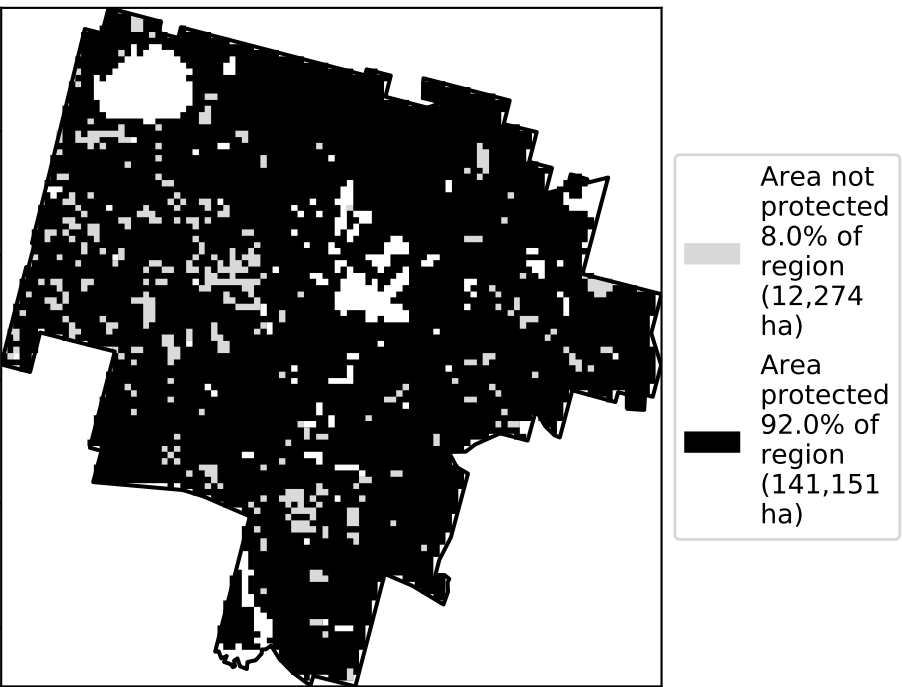 Area not
protected
8.0% of
region
(12,274
ha)
Area
protected
92.0% of
region
(141,151
ha)